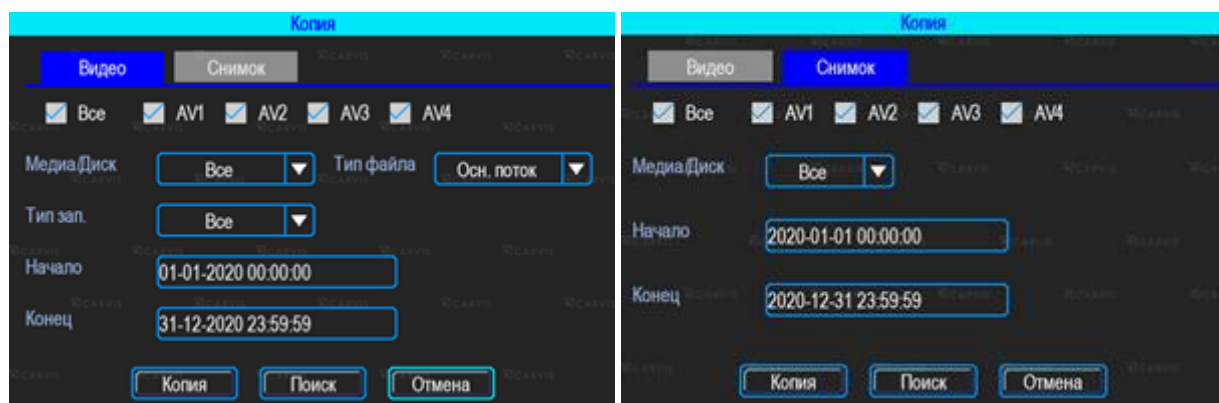 Копия
Видео Снимок
Все AV1 AV2 AV3 AV4
Медиа/Диск Все Тип файла Осн. поток
Тип зап. Все
Начало 01-01-2020 00:00:00
Конец 31-12-2020 23:59:59
Копия Поиск Отмена
Копия
Видео Снимок
Все AV1 AV2 AV3 AV4
Медиа/Диск Все
Начало 2020-01-01 00:00:00
Конец 2020-12-31 23:59:59
Копия Поиск Отмена
CARVIS